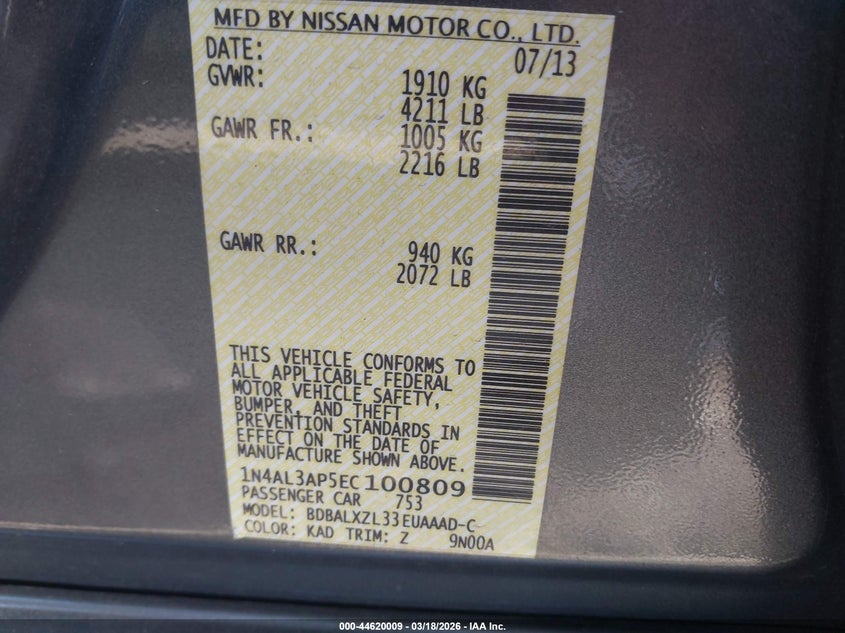 MFD BY NISSAN MOTOR CO., LTD.
DATE: 07/13
GVWR: 1910 KG
4211 LB
GAWR FR.: 1005 KG
2216 LB
GAWR RR.: 940 KG
2072 LB
THIS VEHICLE CONFORMS TO
ALL APPLICABLE FEDERAL
MOTOR VEHICLE SAFETY,
BUMPER, AND THEFT
PREVENTION STANDARDS IN
EFFECT ON THE DATE OF
MANUFACTURE SHOWN ABOVE.
1N4AL3AP5EC100809
PASSENGER CAR 753
MODEL: BDBALXZL33EUAAAD-C
COLOR: KAD TRIM: Z 9N00A
000-44620009 — 03/18/2026 — IAA Inc.